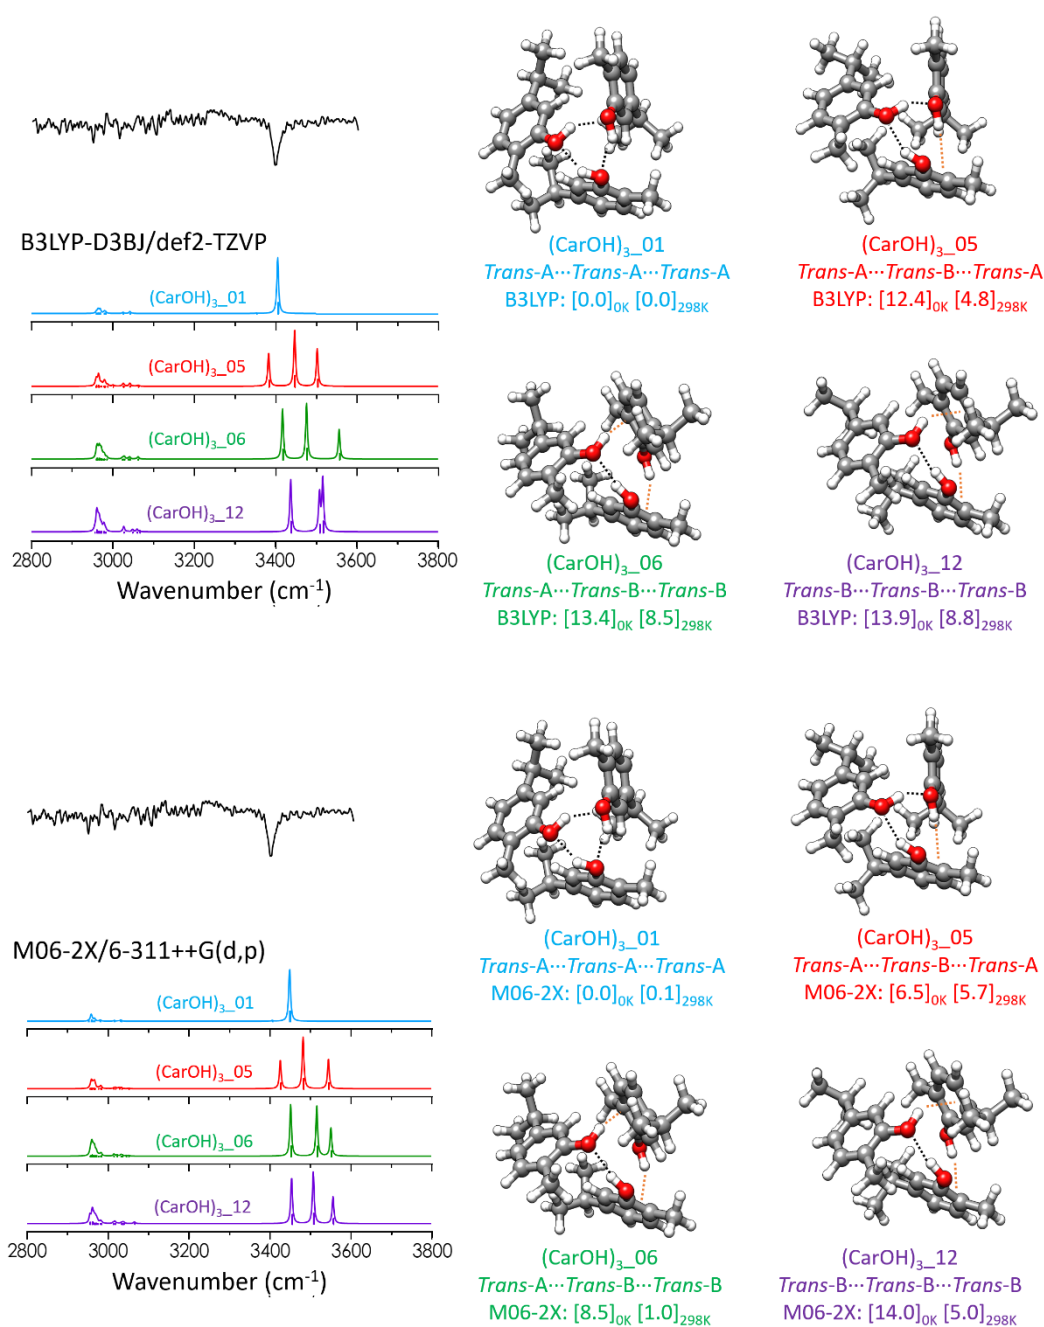 (CarOH)₃_01
Trans-A···Trans-A···Trans-A
B3LYP: [0.0]₀K [0.0]₂₉₈K
(CarOH)₃_05
Trans-A···Trans-B···Trans-A
B3LYP: [12.4]₀K [4.8]₂₉₈K
B3LYP-D3BJ/def2-TZVP
(CarOH)₃_01
(CarOH)₃_05
(CarOH)₃_06
(CarOH)₃_12
2800 3000 3200 3400 3600 3800
Wavenumber (cm⁻¹)
(CarOH)₃_06
Trans-A···Trans-B···Trans-B
B3LYP: [13.4]₀K [8.5]₂₉₈K
(CarOH)₃_12
Trans-B···Trans-B···Trans-B
B3LYP: [13.9]₀K [8.8]₂₉₈K
(CarOH)₃_01
Trans-A···Trans-A···Trans-A
M06-2X: [0.0]₀K [0.1]₂₉₈K
(CarOH)₃_05
Trans-A···Trans-B···Trans-A
M06-2X: [6.5]₀K [5.7]₂₉₈K
M06-2X/6-311++G(d,p)
(CarOH)₃_01
(CarOH)₃_05
(CarOH)₃_06
(CarOH)₃_12
2800 3000 3200 3400 3600 3800
Wavenumber (cm⁻¹)
(CarOH)₃_06
Trans-A···Trans-B···Trans-B
M06-2X: [8.5]₀K [1.0]₂₉₈K
(CarOH)₃_12
Trans-B···Trans-B···Trans-B
M06-2X: [14.0]₀K [5.0]₂₉₈K